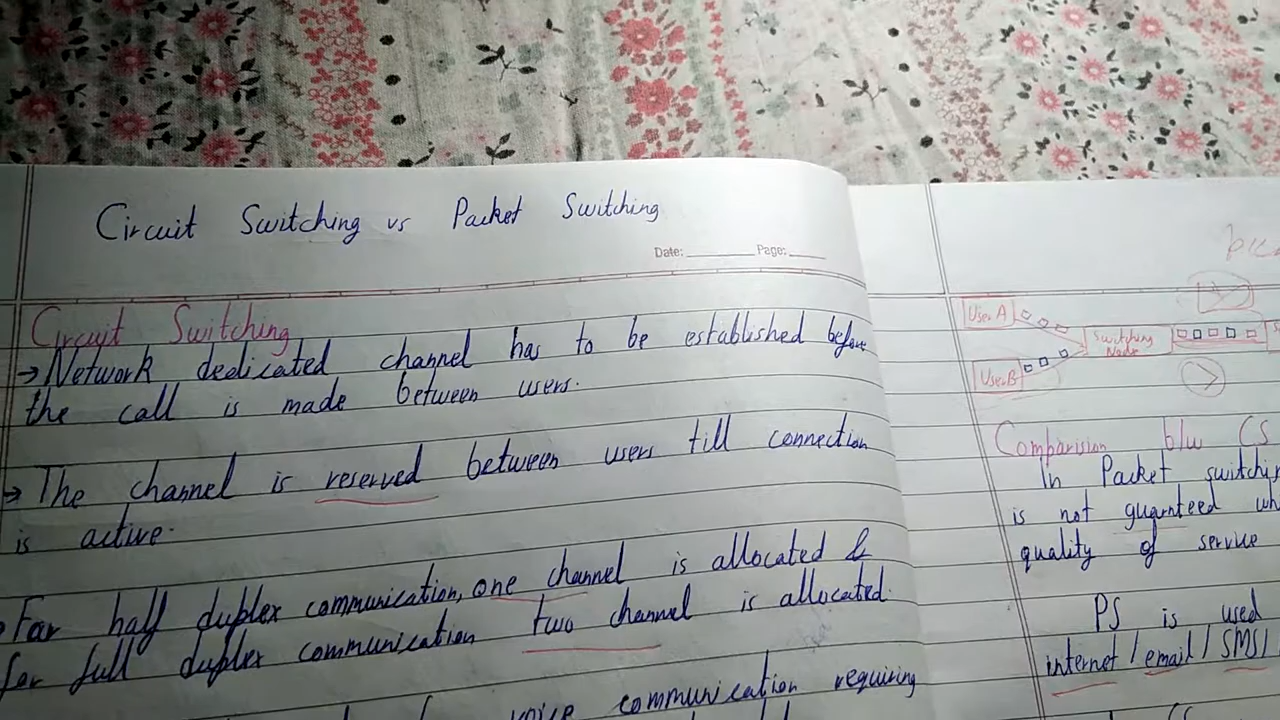 Circuit Switching vs Packet Switching
Date: Page:
Circuit Switching
→ Network dedicated channel has to be established before
the call is made between users.
→ The channel is reserved between users till connection
is active.
For half duplex communication, one channel is allocated &
for full duplex communication two channel is allocated.
voice communication requiring
User A
Switching
Node
User B
Comparision b/w CS
In Packet switching
is not guarnteed
quality of service
PS is used
internet / email / SMS /